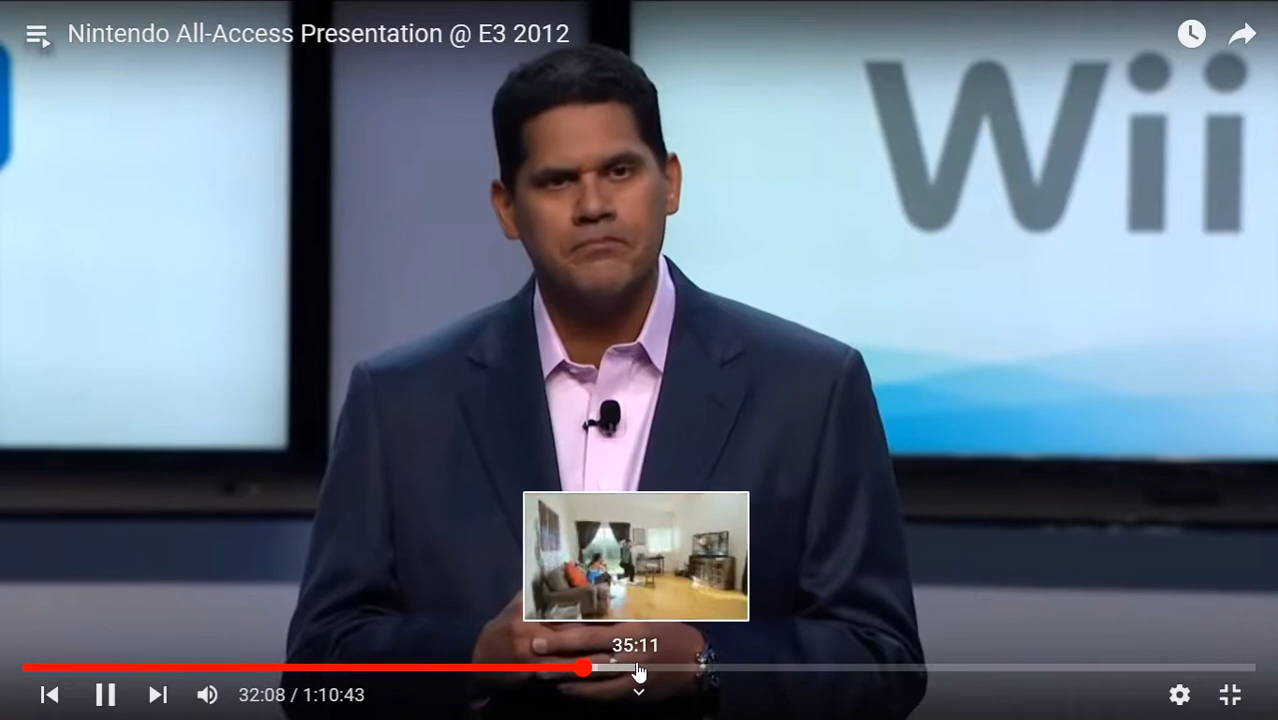 Nintendo All-Access Presentation @ E3 2012
Wii
35:11
32:08 / 1:10:43